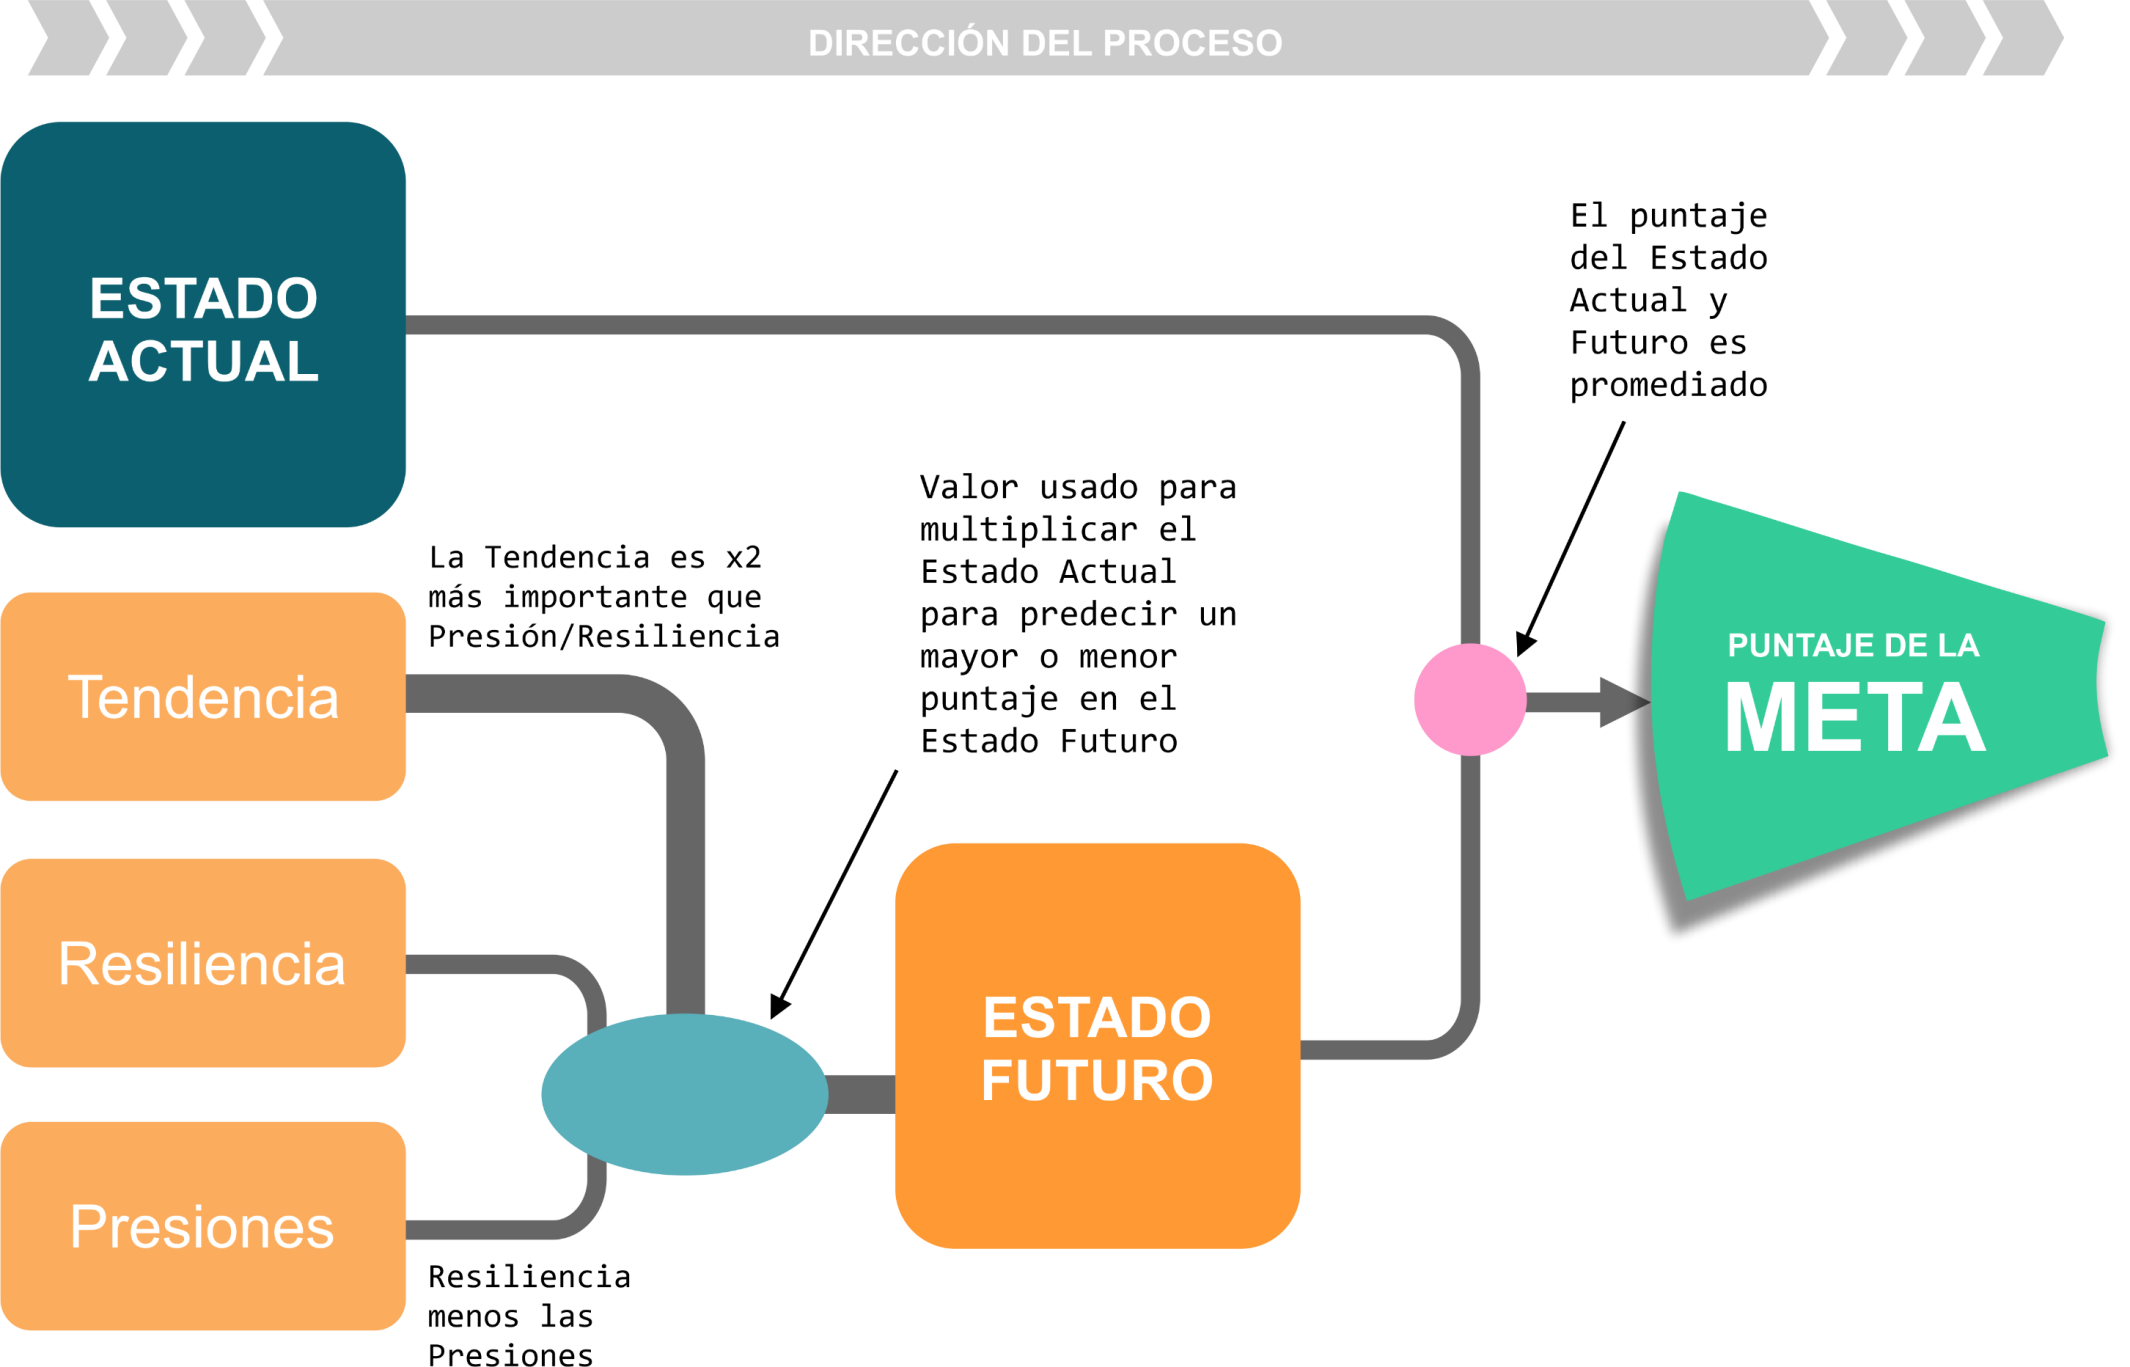 DIRECCIÓN DEL PROCESO
ESTADO
ACTUAL
El puntaje
del Estado
Actual y
Futuro es
promediado
Valor usado para
multiplicar el
Estado Actual
para predecir un
mayor o menor
puntaje en el
Estado Futuro
La Tendencia es x2
más importante que
Presión/Resiliencia
Tendencia
PUNTAJE DE LA
META
Resiliencia
ESTADO
FUTURO
Presiones
Resiliencia
menos las
Presiones